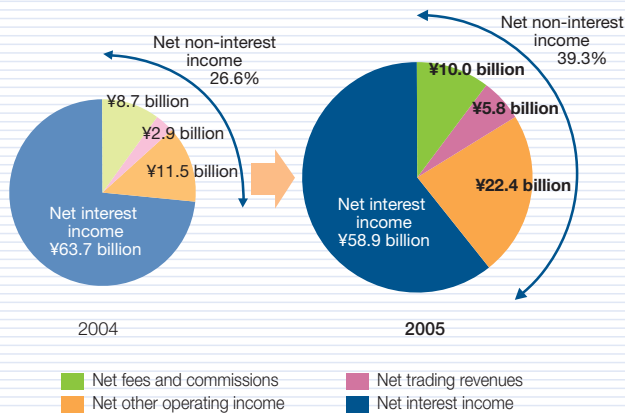 Net non-interest
income
26.6%
¥8.7 billion
¥2.9 billion
¥11.5 billion
Net interest
income
¥63.7 billion
2004
Net non-interest
income
39.3%
¥10.0 billion
¥5.8 billion
¥22.4 billion
Net interest
income
¥58.9 billion
2005
Net fees and commissions
Net trading revenues
Net other operating income
Net interest income